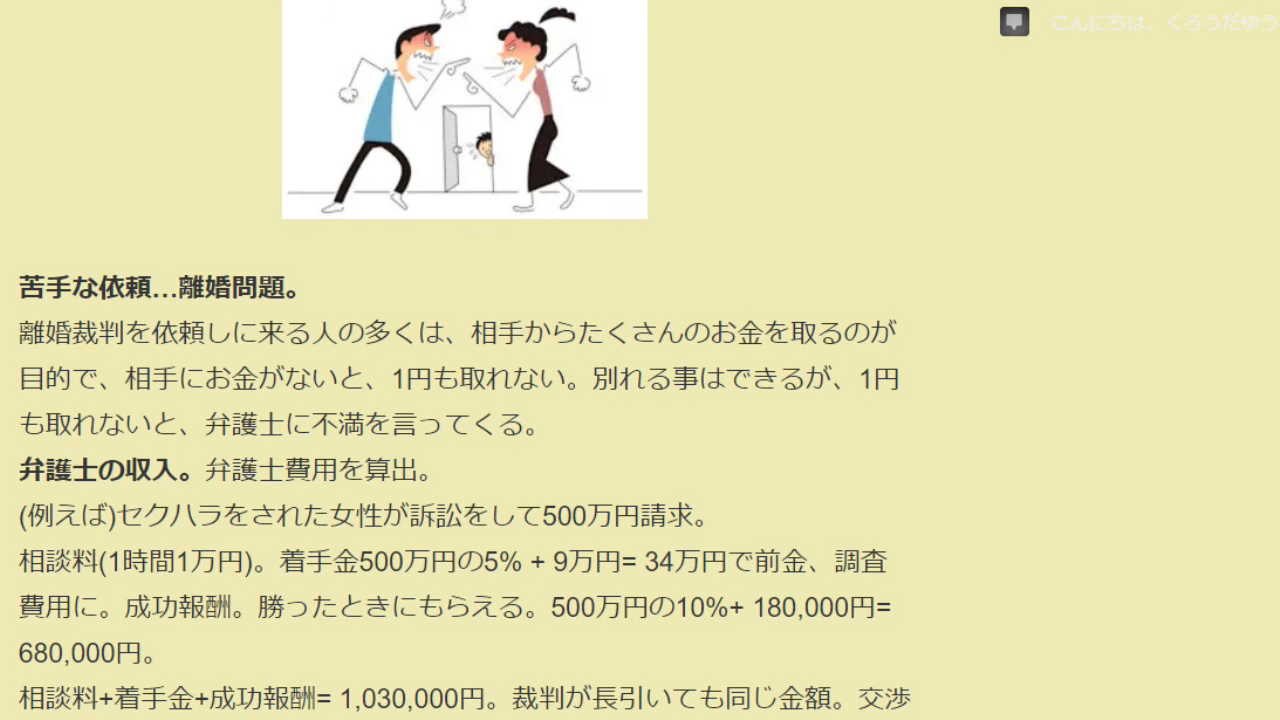 こんにちは、くろうだゆう
苦手な依頼…離婚問題。
離婚裁判を依頼しに来る人の多くは、相手からたくさんのお金を取るのが
目的で、相手にお金がないと、1円も取れない。別れる事はできるが、1円
も取れないと、弁護士に不満を言ってくる。
弁護士の収入。弁護士費用を算出。
(例えば)セクハラをされた女性が訴訟をして500万円請求。
相談料(1時間1万円)。着手金500万円の5% + 9万円= 34万円で前金、調査
費用に。成功報酬。勝ったときにもらえる。500万円の10%+ 180,000円=
680,000円。
相談料+着手金+成功報酬= 1,030,000円。裁判が長引いても同じ金額。交渉